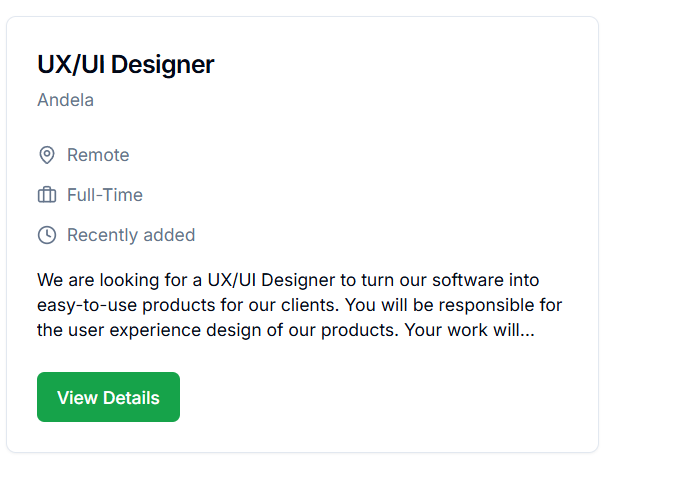 UX/UI Designer
Andela
Remote
Full-Time
Recently added
We are looking for a UX/UI Designer to turn our software into
easy-to-use products for our clients. You will be responsible for
the user experience design of our products. Your work will...
View Details